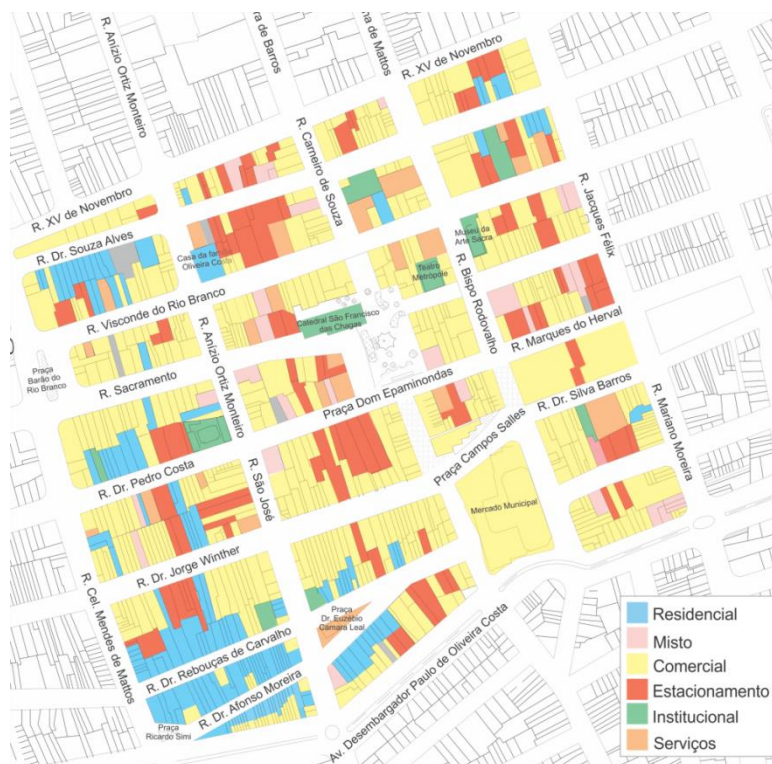 R. Anizio Ortiz Monteiro
ra de Barros
na de Mattos
R. XV de Novembro
R. Carneiro de Souza
R. Jacques Félix
R. XV de Novembro
R. Dr. Souza Alves
Casa da família
Oliveira Costa
Museu da
Arte Sacra
Teatro
Metrópole
R. Visconde do Rio Branco
Catedral São Francisco
das Chagas
R. Bispo Rodovalho
R. Marques do Herval
Praça
Barão do
Rio Branco
R. Sacramento
R. Anizio Ortiz Monteiro
Praça Dom Epaminondas
R. Dr. Silva Barros
R. Mariano Moreira
R. Dr. Pedro Costa
R. São José
Praça Campos Salles
Mercado Municipal
R. Dr. Jorge Winther
R. Cel. Mendes de Mattos
Praça
Dr. Euzébio
Câmara Leal
R. Dr. Rebouças de Carvalho
R. Dr. Afonso Moreira
Praça
Ricardo Simi
Av. Desembargador Paulo de Oliveira Costa
Residencial
Misto
Comercial
Estacionamento
Institucional
Serviços